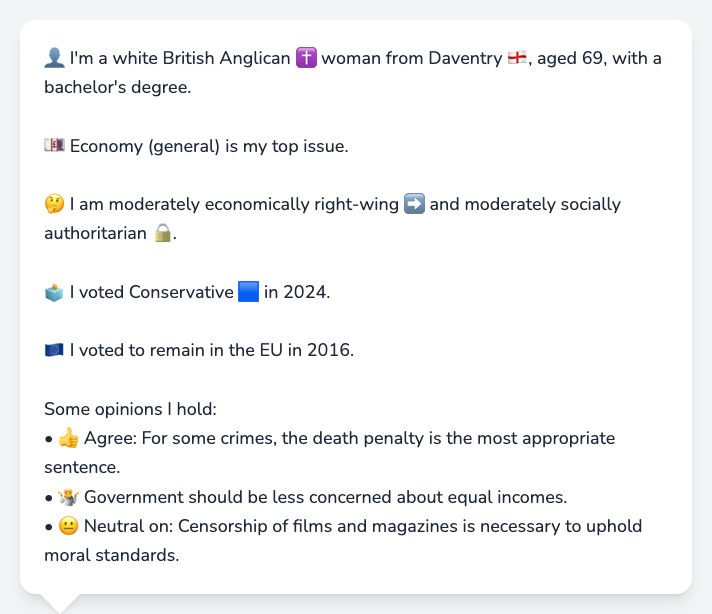 👤 I'm a white British Anglican ✝️ woman from Daventry 🏴󠁧󠁢󠁥󠁮󠁧󠁿, aged 69, with a
bachelor's degree.
💷 Economy (general) is my top issue.
🤔 I am moderately economically right-wing ➡️ and moderately socially
authoritarian 🔒.
🗳️ I voted Conservative 🟦 in 2024.
🇪🇺 I voted to remain in the EU in 2016.
Some opinions I hold:
• 👍 Agree: For some crimes, the death penalty is the most appropriate
sentence.
• 🤷 Government should be less concerned about equal incomes.
• 😐 Neutral on: Censorship of films and magazines is necessary to uphold
moral standards.